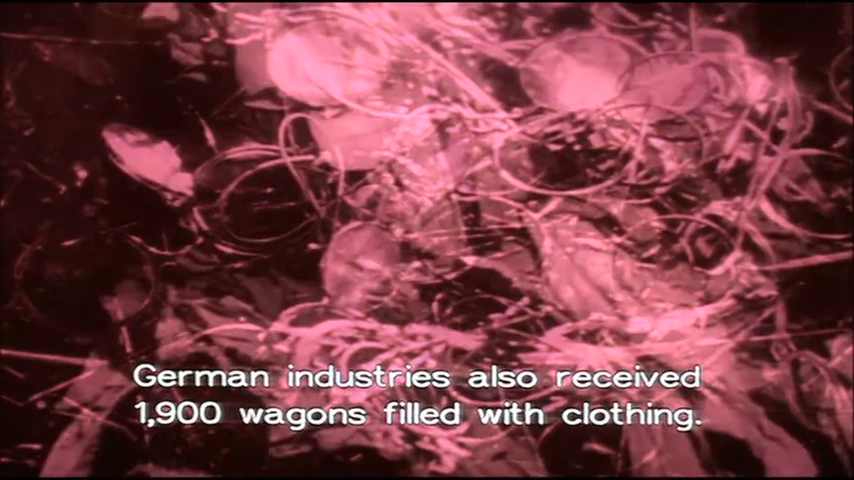 German industries also received
1,900 wagons filled with clothing.